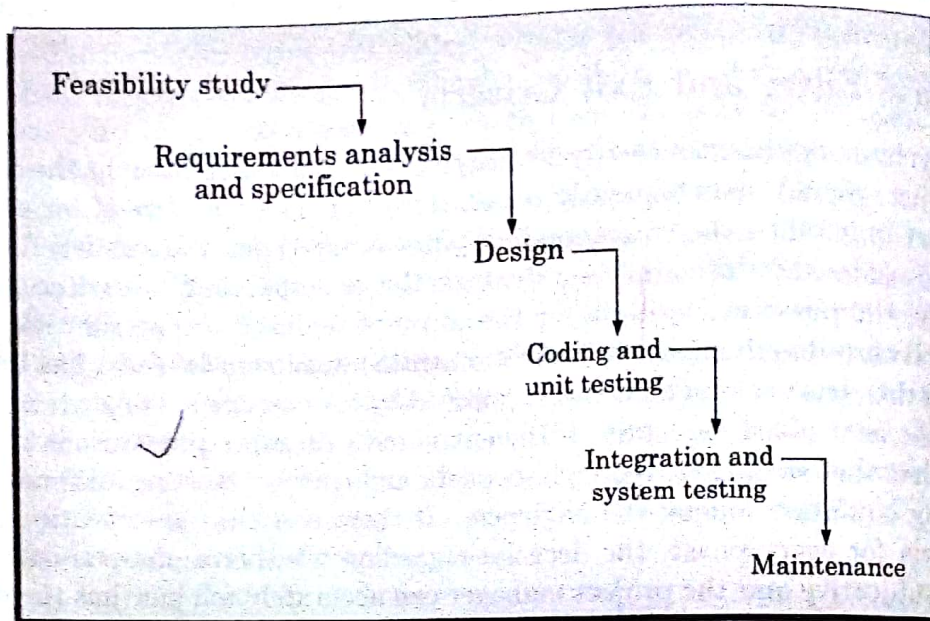 Feasibility study
Requirements analysis
and specification
Design
Coding and
unit testing
Integration and
system testing
Maintenance